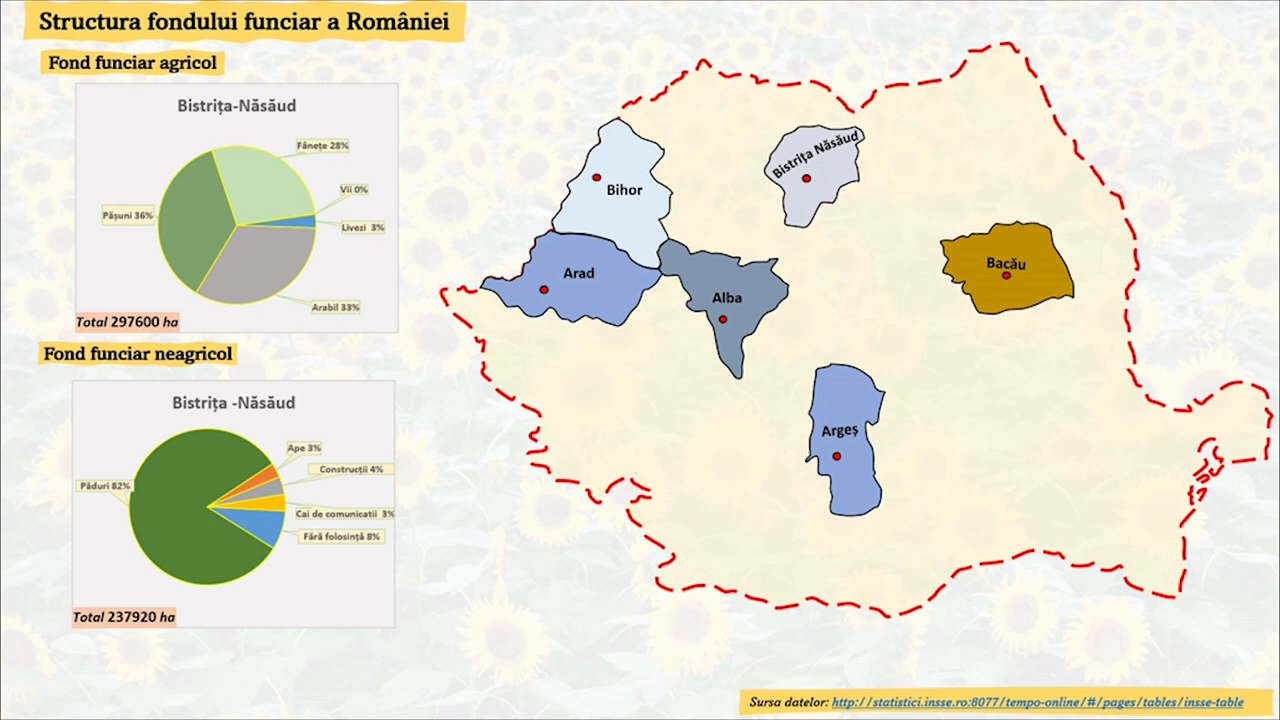 Structura fondului funciar a României
Fond funciar agricol
Bistrița-Năsăud
Fânețe 28%
Vii 0%
Pășuni 36%
Livezi 3%
Arabil 33%
Total 297600 ha
Fond funciar neagricol
Bistrița -Năsăud
Ape 3%
Construcții 4%
Păduri 82%
Cai de comunicatii 3%
Fără folosință 8%
Total 237920 ha
Bistrița Năsăud
Bihor
Bacău
Arad
Alba
Argeș
Sursa datelor: http://statistici.insse.ro:8077/tempo-online/#/pages/tables/insse-table